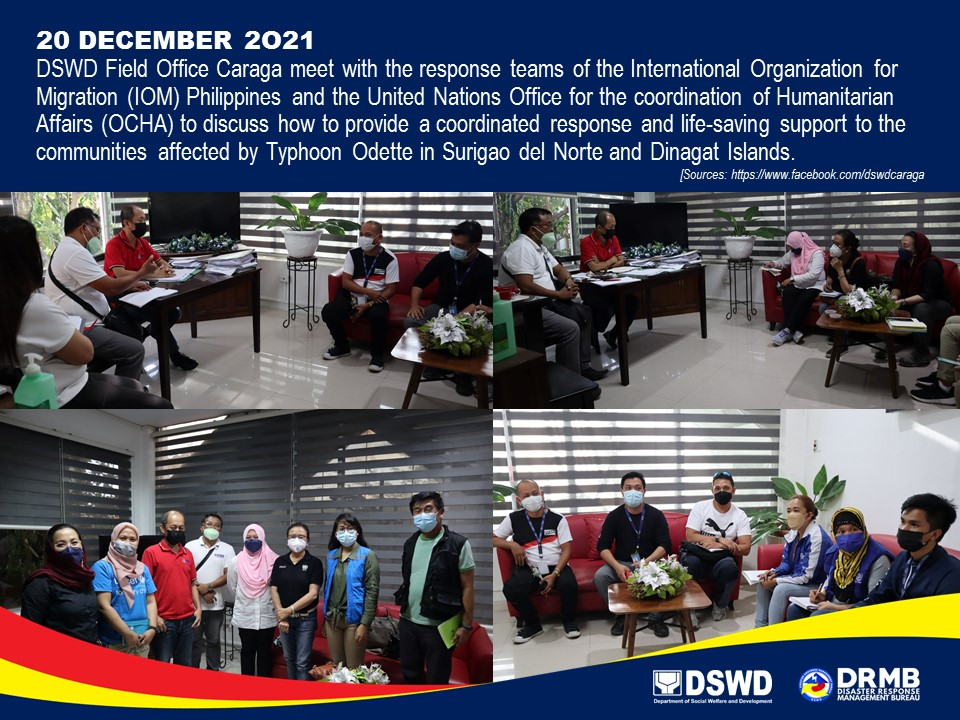 20 DECEMBER 2O21
DSWD Field Office Caraga meet with the response teams of the International Organization for
Migration (IOM) Philippines and the United Nations Office for the coordination of Humanitarian
Affairs (OCHA) to discuss how to provide a coordinated response and life-saving support to the
communities affected by Typhoon Odette in Surigao del Norte and Dinagat Islands.
[Sources: https://www.facebook.com/dswdcaraga
DSWD
Department of Social Welfare and Development
DRMB
DISASTER RESPONSE
MANAGEMENT BUREAU